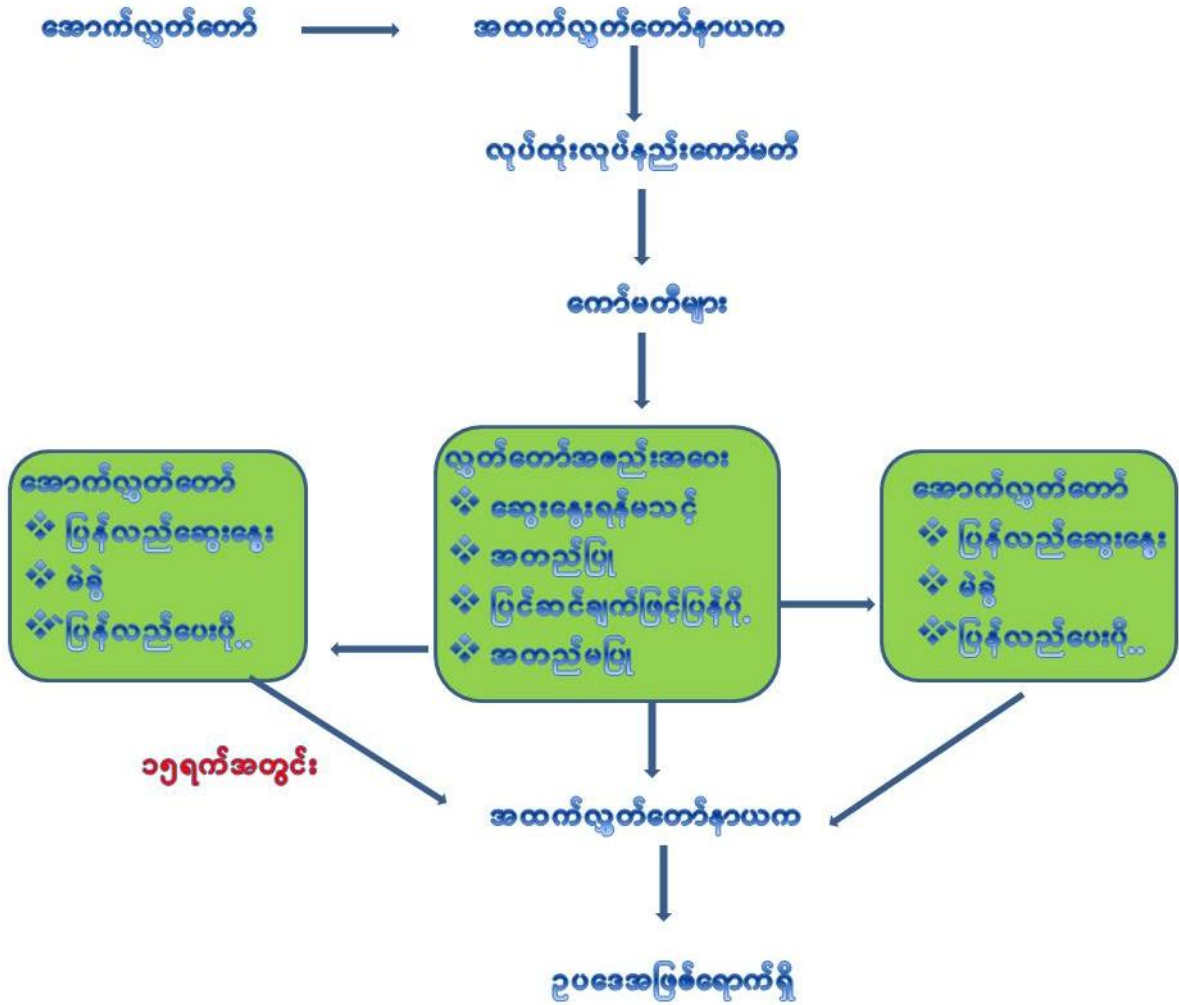 အောက်လွှတ်တော်
အထက်လွှတ်တော်နာယက
လုပ်ထုံးလုပ်နည်းကော်မတီ
ကော်မတီများ
အောက်လွှတ်တော်
ပြန်လည်ဆွေးနွေး
မဲခွဲ
ပြန်လည်ပေးပို့..
လွှတ်တော်အစည်းအဝေး
ဆွေးနွေးရန်မသင့်
အတည်ပြု
ပြင်ဆင်ချက်ဖြင့်ပြန်ပို့
အတည်မပြု
အောက်လွှတ်တော်
ပြန်လည်ဆွေးနွေး
မဲခွဲ
ပြန်လည်ပေးပို့..
၁၅ရက်အတွင်း
အထက်လွှတ်တော်နာယက
ဥပဒေအဖြစ်ရောက်ရှိ